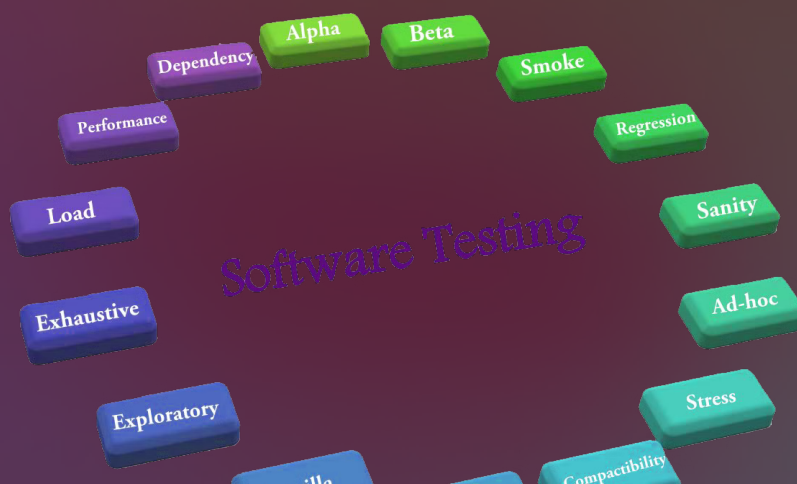 Alpha
Beta
Smoke
Regression
Sanity
Ad-hoc
Stress
Compactibility
Exploratory
Exhaustive
Load
Performance
Dependency
Software Testing